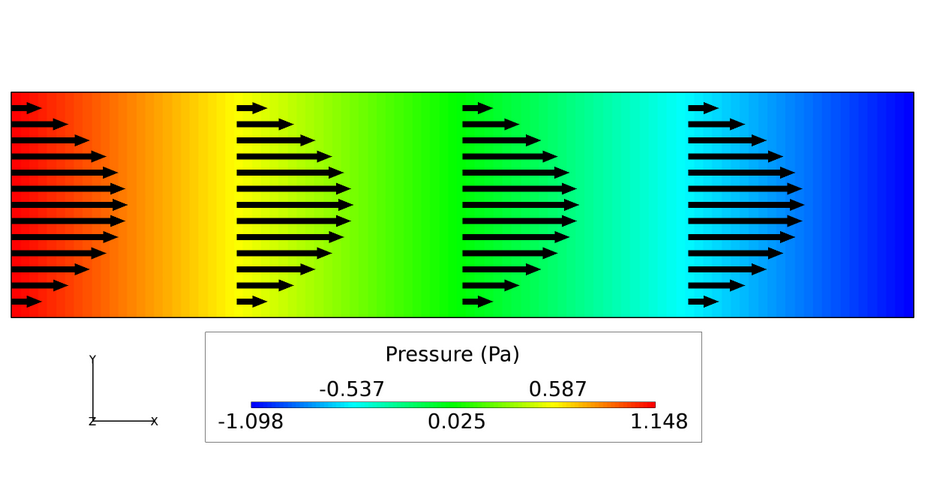 Pressure (Pa)
-0.537 0.587
-1.098 0.025 1.148
Y
Z X